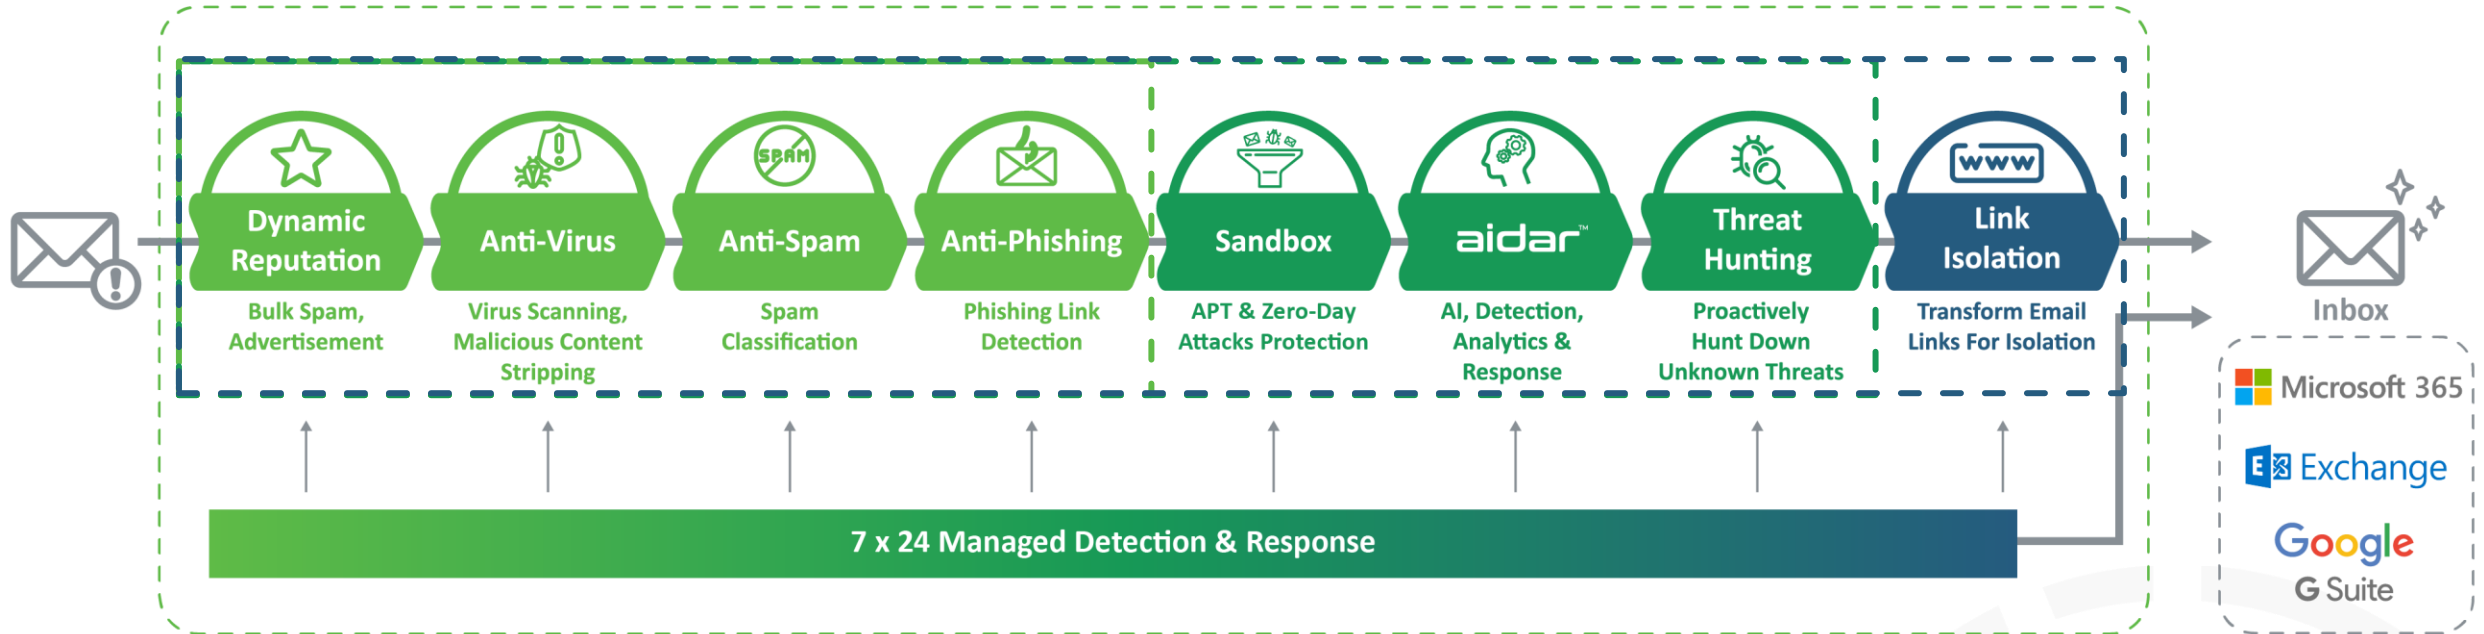 SPAM
www
Dynamic
Reputation
Anti-Virus
Anti-Spam
Anti-Phishing
Sandbox
aidar™
Threat
Hunting
Link
Isolation
Bulk Spam,
Advertisement
Virus Scanning,
Malicious Content
Stripping
Spam
Classification
Phishing Link
Detection
APT & Zero-Day
Attacks Protection
AI, Detection,
Analytics &
Response
Proactively
Hunt Down
Unknown Threats
Transform Email
Links For Isolation
Inbox
Microsoft 365
E Exchange
Google
G Suite
7 x 24 Managed Detection & Response